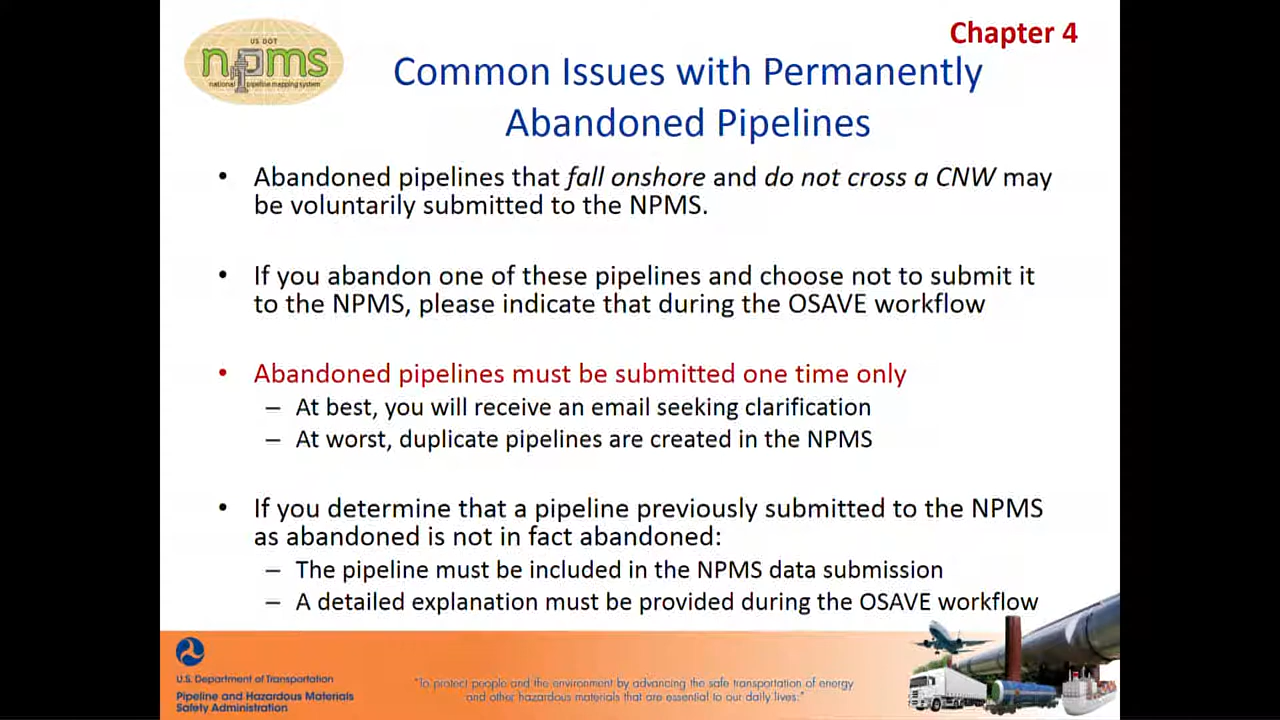 US DOT
npms
national pipeline mapping system
Chapter 4
Common Issues with Permanently
Abandoned Pipelines
• Abandoned pipelines that fall onshore and do not cross a CNW may
be voluntarily submitted to the NPMS.
• If you abandon one of these pipelines and choose not to submit it
to the NPMS, please indicate that during the OSAVE workflow
• Abandoned pipelines must be submitted one time only
– At best, you will receive an email seeking clarification
– At worst, duplicate pipelines are created in the NPMS
• If you determine that a pipeline previously submitted to the NPMS
as abandoned is not in fact abandoned:
– The pipeline must be included in the NPMS data submission
– A detailed explanation must be provided during the OSAVE workflow
U.S. Department of Transportation
Pipeline and Hazardous Materials
Safety Administration
"To protect people and the environment by advancing the safe transportation of energy
and other hazardous materials that are essential to our daily lives."